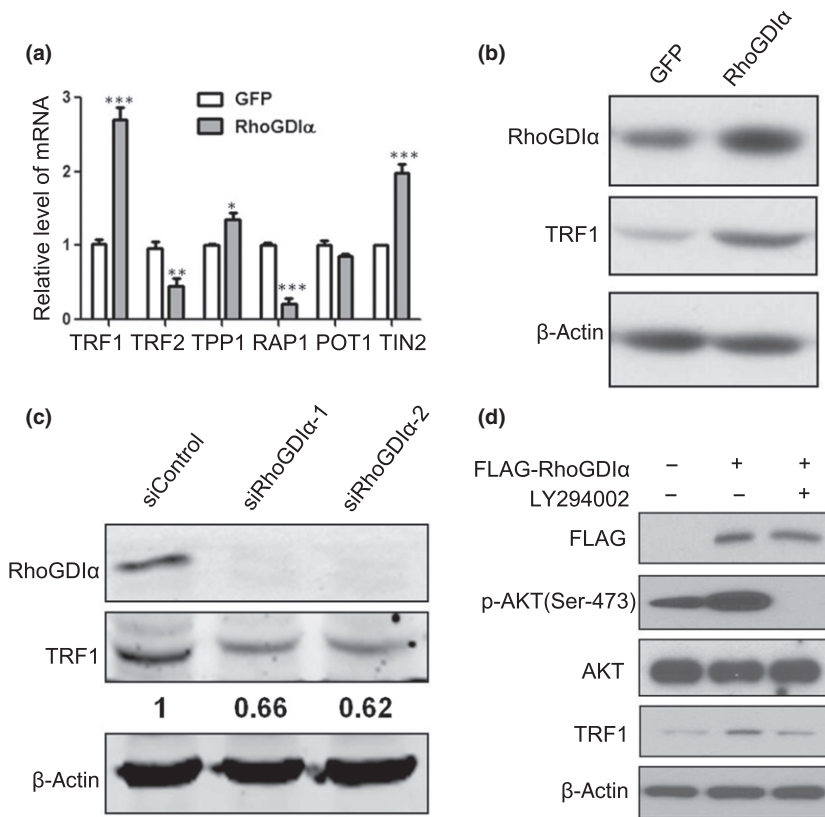 (a)
Relative level of mRNA
3
2
1
0
GFP
RhoGDIα
***
**
*
***
***
TRF1 TRF2 TPP1 RAP1 POT1 TIN2
(b)
GFP RhoGDIα
RhoGDIα
TRF1
β-Actin
(c)
siControl siRhoGDIα-1 siRhoGDIα-2
RhoGDIα
TRF1
1 0.66 0.62
β-Actin
(d)
FLAG-RhoGDIα − + +
LY294002 − − +
FLAG
p-AKT(Ser-473)
AKT
TRF1
β-Actin